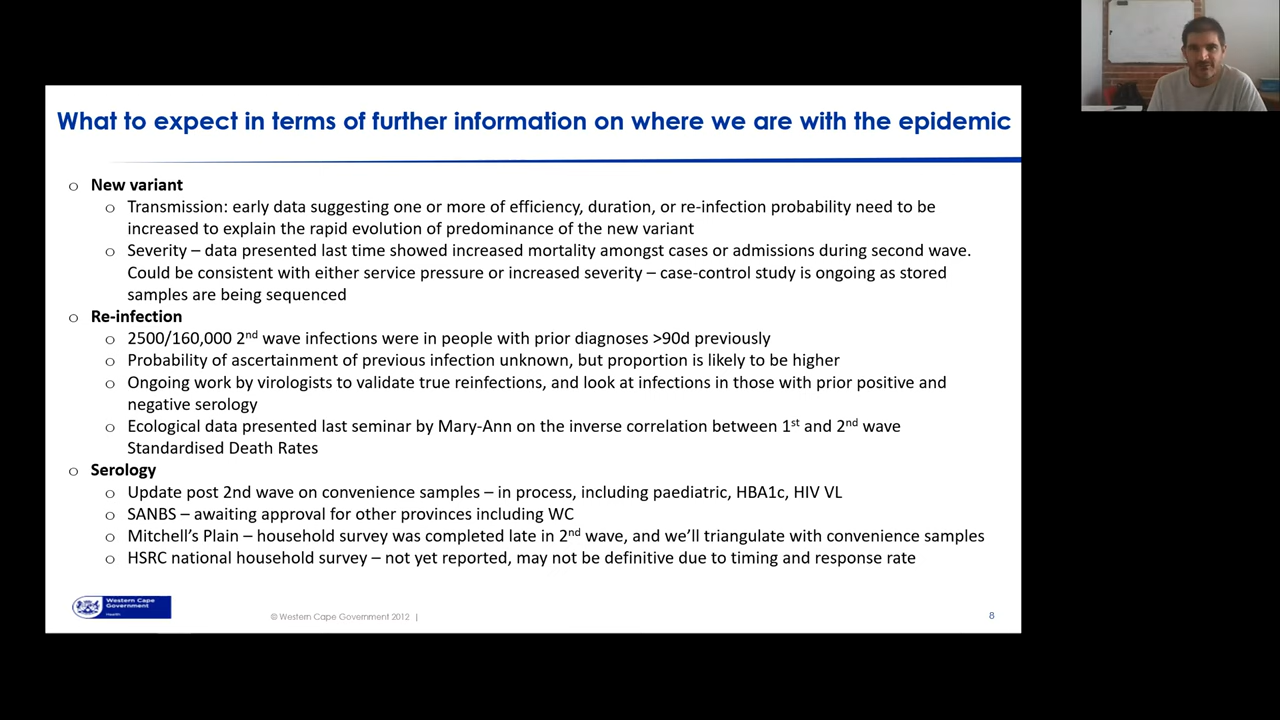 What to expect in terms of further information on where we are with the epidemic
o New variant
o Transmission: early data suggesting one or more of efficiency, duration, or re-infection probability need to be
increased to explain the rapid evolution of predominance of the new variant
o Severity – data presented last time showed increased mortality amongst cases or admissions during second wave.
Could be consistent with either service pressure or increased severity – case-control study is ongoing as stored
samples are being sequenced
o Re-infection
o 2500/160,000 2nd wave infections were in people with prior diagnoses >90d previously
o Probability of ascertainment of previous infection unknown, but proportion is likely to be higher
o Ongoing work by virologists to validate true reinfections, and look at infections in those with prior positive and
negative serology
o Ecological data presented last seminar by Mary-Ann on the inverse correlation between 1st and 2nd wave
Standardised Death Rates
o Serology
o Update post 2nd wave on convenience samples – in process, including paediatric, HBA1c, HIV VL
o SANBS – awaiting approval for other provinces including WC
o Mitchell's Plain – household survey was completed late in 2nd wave, and we'll triangulate with convenience samples
o HSRC national household survey – not yet reported, may not be definitive due to timing and response rate
Western Cape
Government
Health
© Western Cape Government 2012 |
8